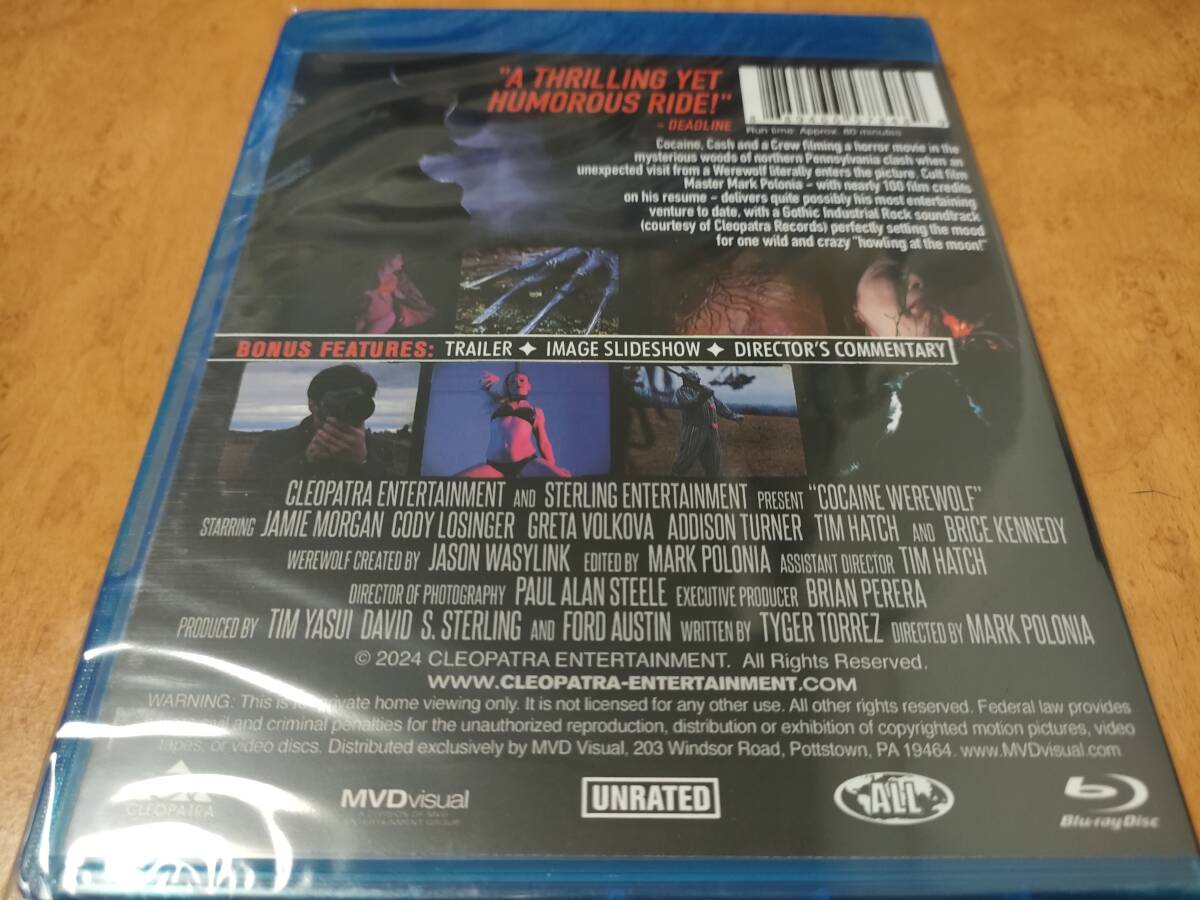 "A THRILLING YET
HUMOROUS RIDE!"
- DEADLINE
Run time: Approx. 80 minutes
Cocaine, Cash and a Crew filming a horror movie in the
mysterious woods of northern Pennsylvania clash when an
unexpected visit from a Werewolf literally enters the picture. Cult film
Master Mark Polonia – with nearly 100 film credits
on his resume – delivers quite possibly his most entertaining
venture to date, with a Gothic Industrial Rock soundtrack
(courtesy of Cleopatra Records) perfectly setting the mood
for one wild and crazy "howling at the moon!"
BONUS FEATURES: TRAILER ✦ IMAGE SLIDESHOW ✦ DIRECTOR'S COMMENTARY
CLEOPATRA ENTERTAINMENT AND STERLING ENTERTAINMENT PRESENT "COCAINE WEREWOLF"
STARRING JAMIE MORGAN CODY LOSINGER GRETA VOLKOVA ADDISON TURNER TIM HATCH AND BRICE KENNEDY
WEREWOLF CREATED BY JASON WASYLINK EDITED BY MARK POLONIA ASSISTANT DIRECTOR TIM HATCH
DIRECTOR OF PHOTOGRAPHY PAUL ALAN STEELE EXECUTIVE PRODUCER BRIAN PERERA
PRODUCED BY TIM YASUI DAVID S. STERLING AND FORD AUSTIN WRITTEN BY TYGER TORREZ DIRECTED BY MARK POLONIA
© 2024 CLEOPATRA ENTERTAINMENT. All Rights Reserved.
WWW.CLEOPATRA-ENTERTAINMENT.COM
WARNING: This is for private home viewing only. It is not licensed for any other use. All other rights reserved. Federal law provides
civil and criminal penalties for the unauthorized reproduction, distribution or exhibition of copyrighted motion pictures, video
tapes, or video discs. Distributed exclusively by MVD Visual, 203 Windsor Road, Pottstown, PA 19464. www.MVDvisual.com
CLEOPATRA
MVDvisual
A DIVISION OF MVD
ENTERTAINMENT GROUP
UNRATED
ALL
Blu-ray Disc